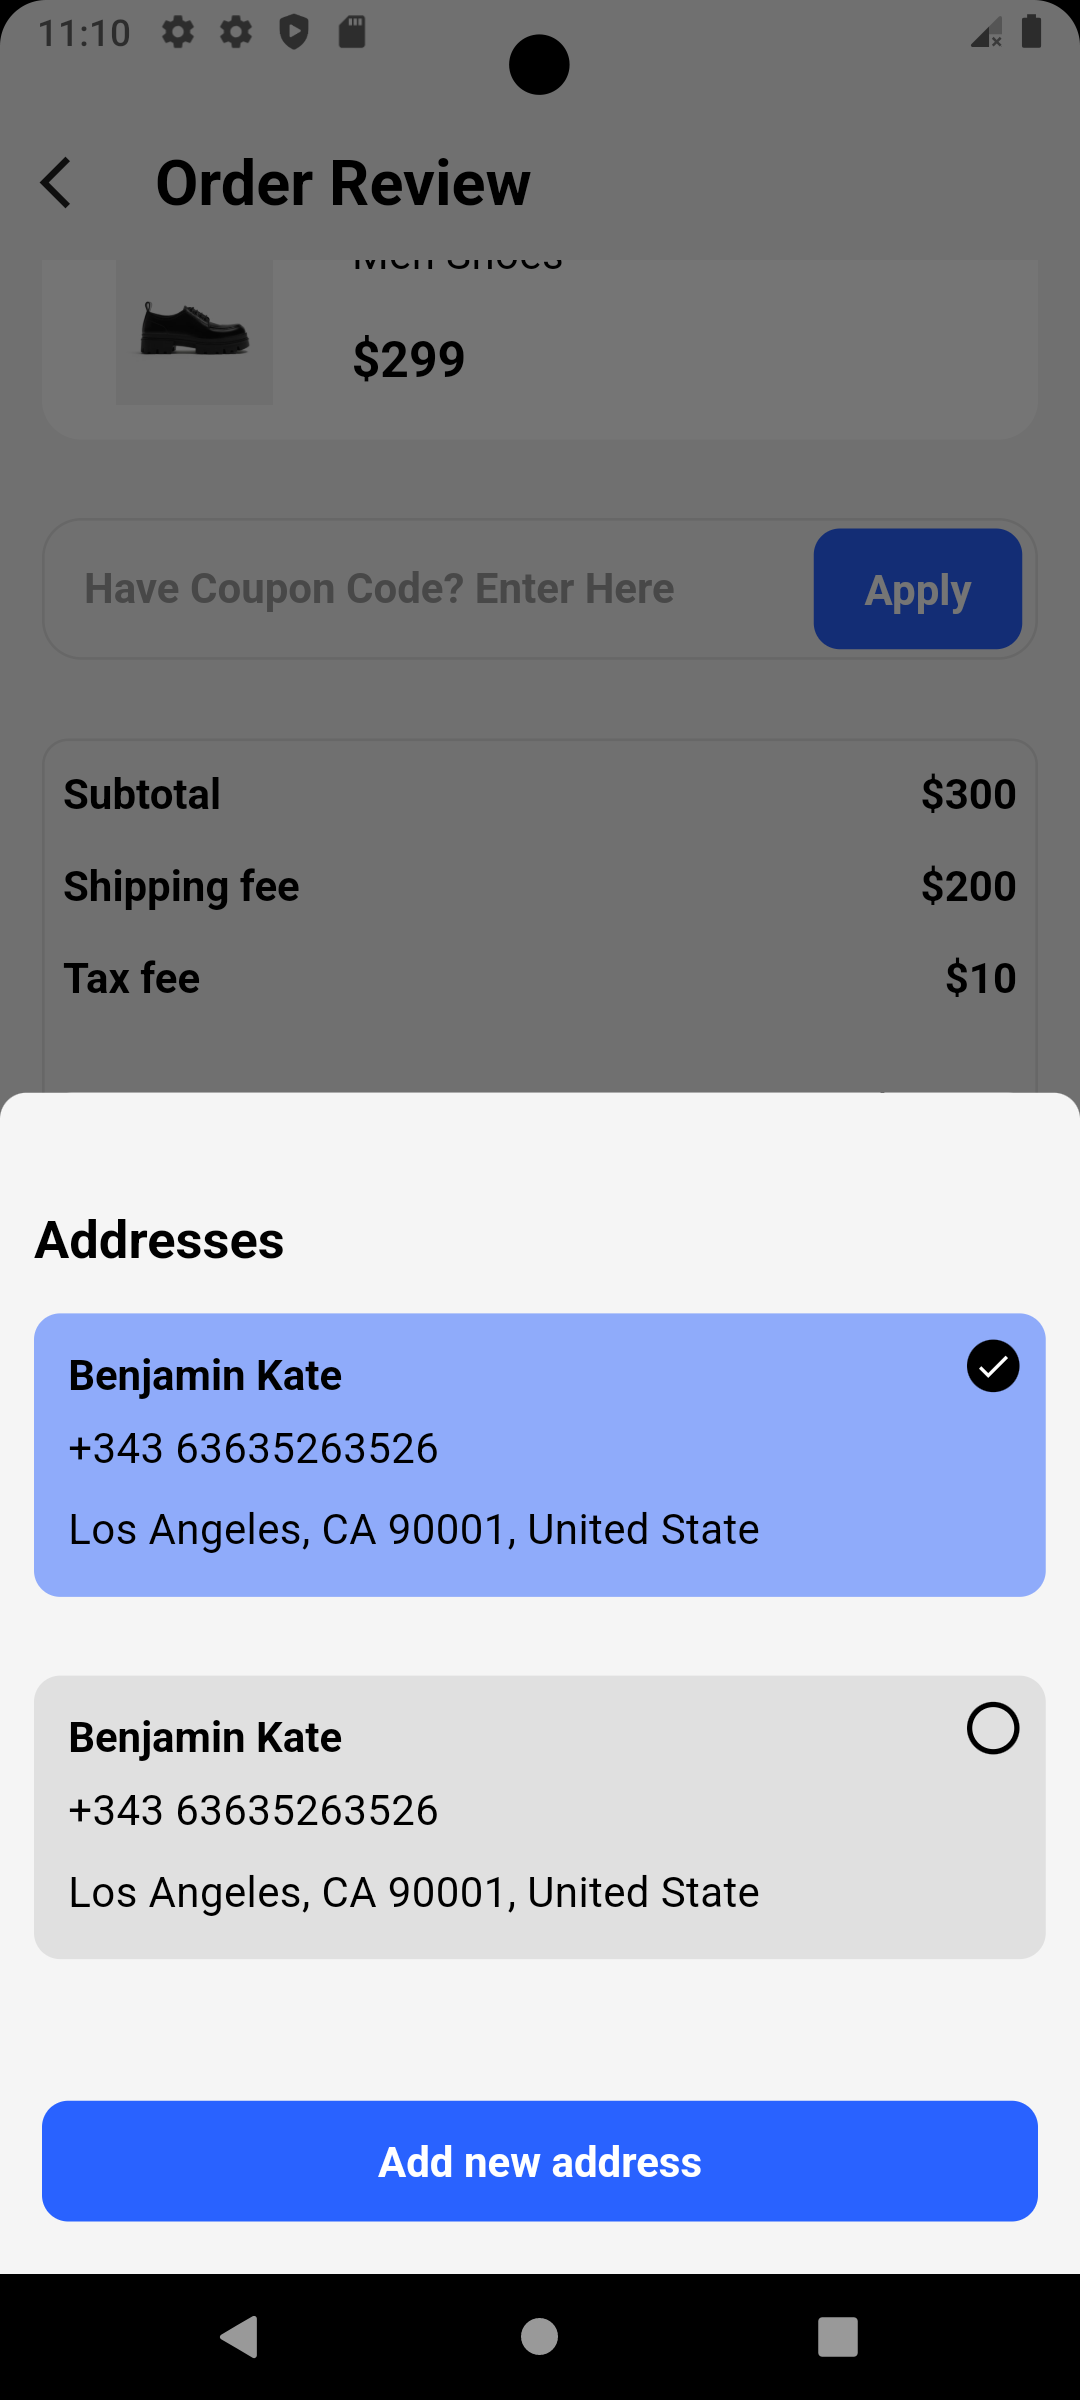 11:10
Order Review
Men Shoes
$299
Have Coupon Code? Enter Here
Apply
Subtotal
$300
Shipping fee
$200
Tax fee
$10
Addresses
Benjamin Kate
+343 63635263526
Los Angeles, CA 90001, United State
Benjamin Kate
+343 63635263526
Los Angeles, CA 90001, United State
Add new address